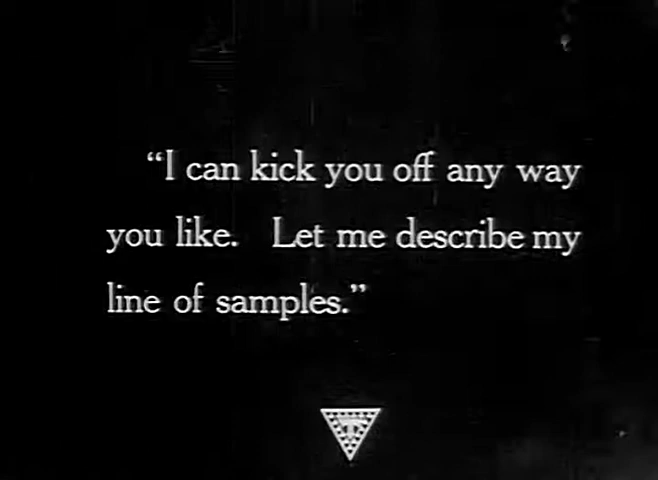 “I can kick you off any way
you like. Let me describe my
line of samples.”